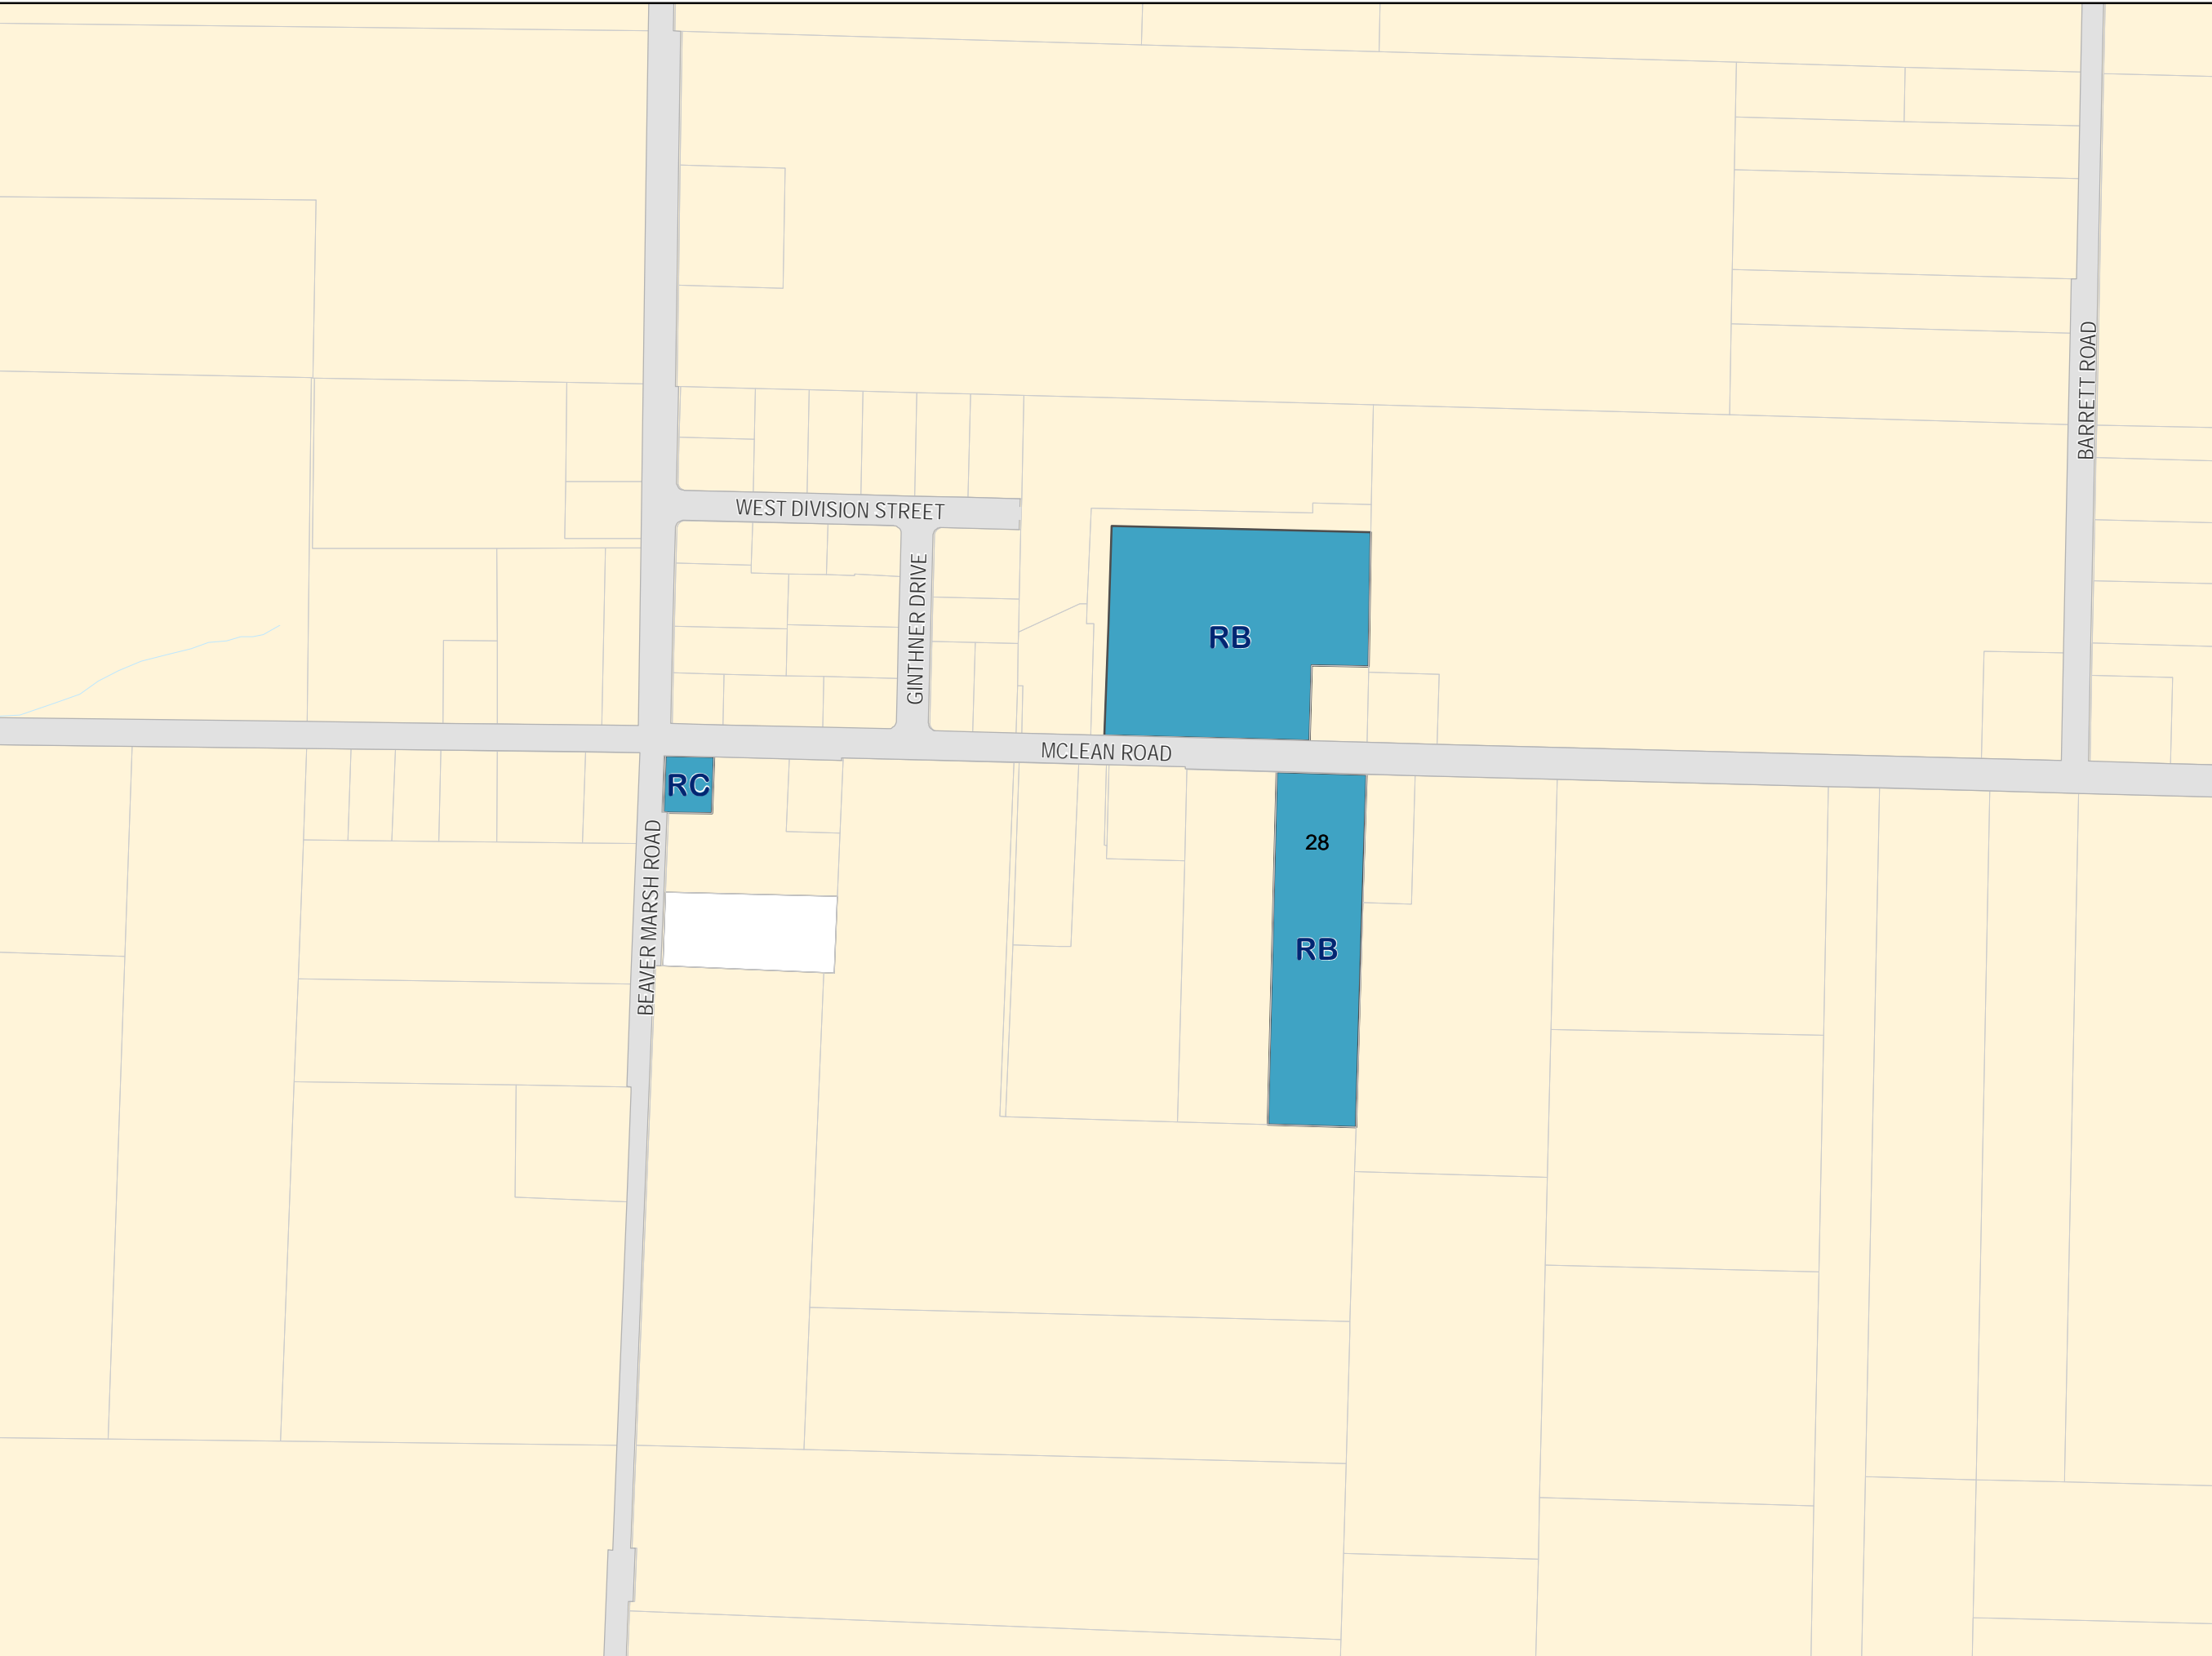 BARRETT ROAD
WEST DIVISION STREET
GINTHNER DRIVE
RB
MCLEAN ROAD
RC
BEAVER MARSH ROAD
28
RB